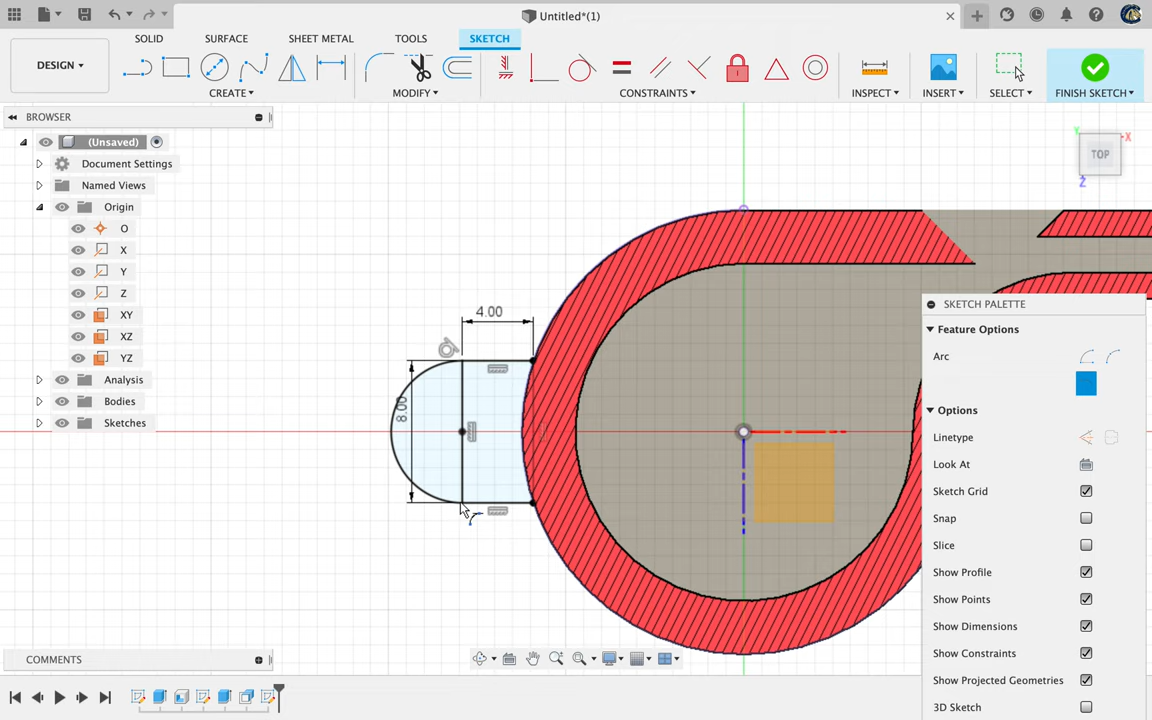 Untitled*(1)
DESIGN
SOLID
SURFACE
SHEET METAL
TOOLS
SKETCH
CREATE
MODIFY
CONSTRAINTS
INSPECT
INSERT
SELECT
FINISH SKETCH
BROWSER
(Unsaved)
Document Settings
Named Views
Origin
O
X
Y
Z
XY
XZ
YZ
Analysis
Bodies
Sketches
TOP
X
Y
Z
4.00
8.00
SKETCH PALETTE
Feature Options
Arc
Options
Linetype
Look At
Sketch Grid
Snap
Slice
Show Profile
Show Points
Show Dimensions
Show Constraints
Show Projected Geometries
3D Sketch
COMMENTS